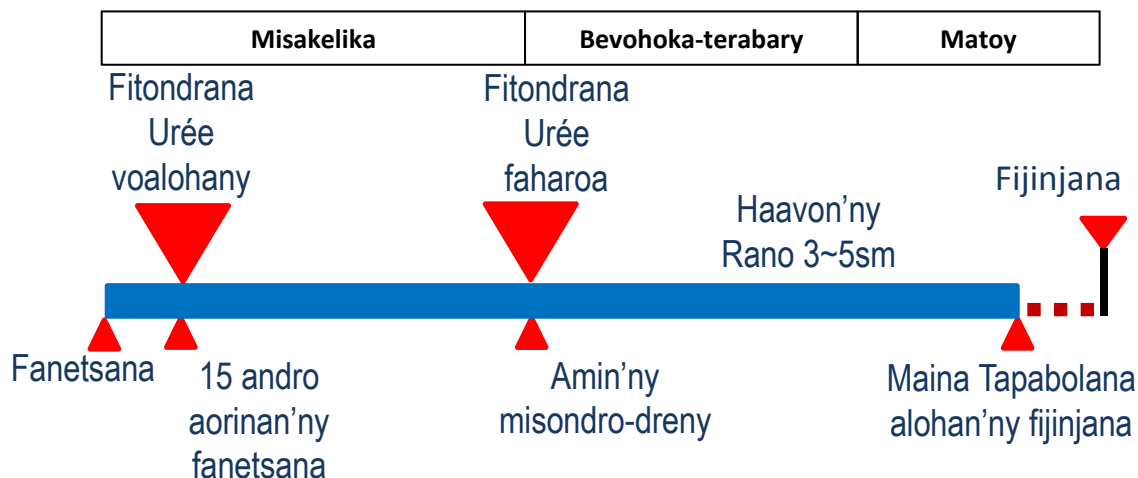 Misakelika
Bevohoka-terabary
Matoy
Fitondrana
Urée
voalohany
Fitondrana
Urée
faharoa
Haavon’ny
Rano 3~5sm
Fijinjana
Fanetsana
15 andro
aorinan’ny
fanetsana
Amin’ny
misondro-dreny
Maina Tapabolana
alohan’ny fijinjana